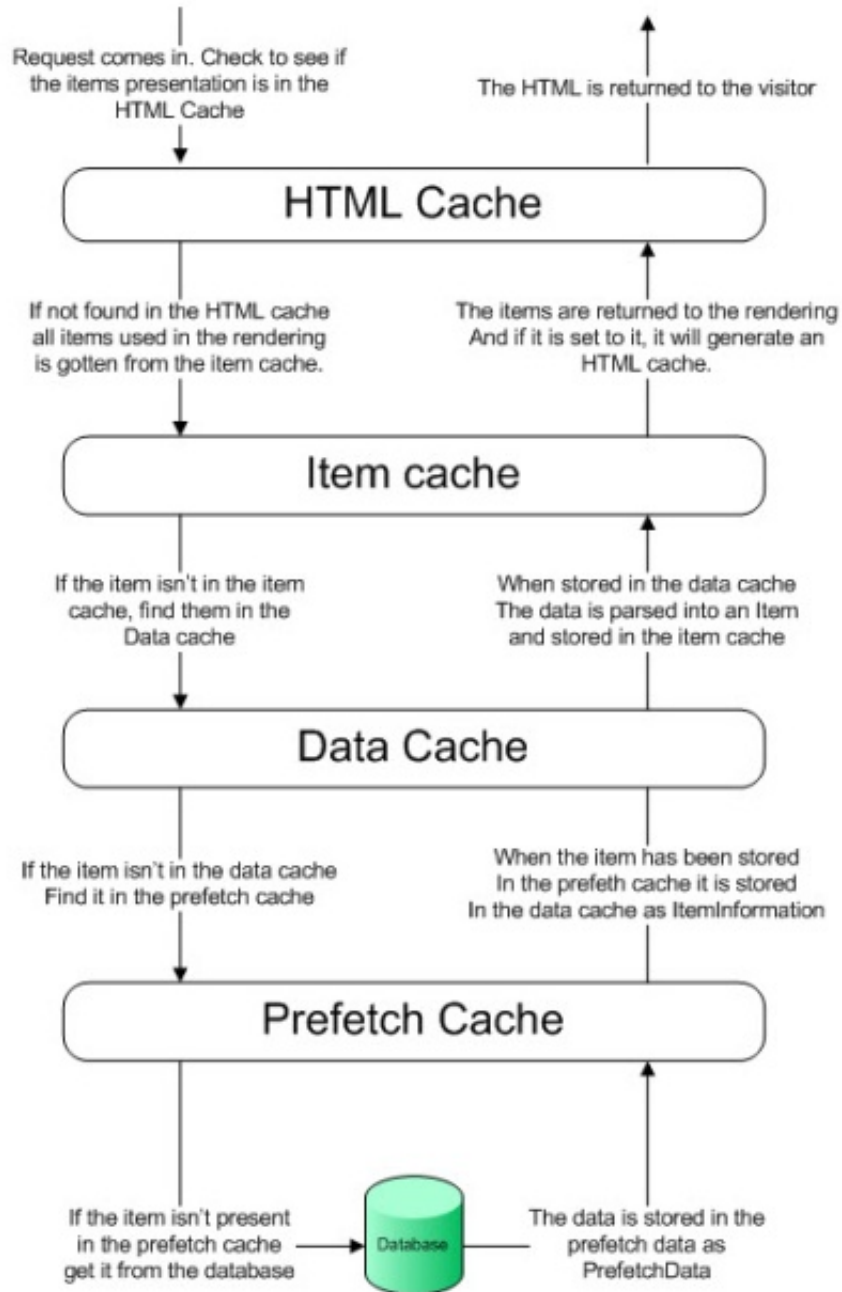 Request comes in. Check to see if
the items presentation is in the
HTML Cache
The HTML is returned to the visitor
HTML Cache
If not found in the HTML cache
all items used in the rendering
is gotten from the item cache.
The items are returned to the rendering
And if it is set to it, it will generate an
HTML cache.
Item cache
If the item isn't in the item
cache, find them in the
Data cache
When stored in the data cache
The data is parsed into an Item
and stored in the item cache
Data Cache
If the item isn't in the data cache
Find it in the prefetch cache
When the item has been stored
In the prefeth cache it is stored
In the data cache as ItemInformation
Prefetch Cache
If the item isn't present
in the prefetch cache
get it from the database
Database
The data is stored in the
prefetch data as
PrefetchData